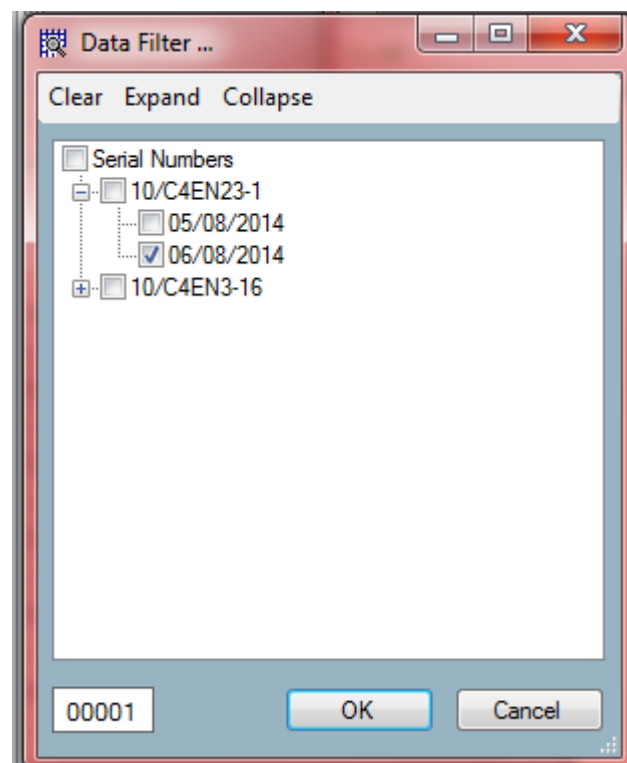 Data Filter ...
Clear Expand Collapse
Serial Numbers
10/C4EN23-1
05/08/2014
06/08/2014
10/C4EN3-16
00001 OK Cancel